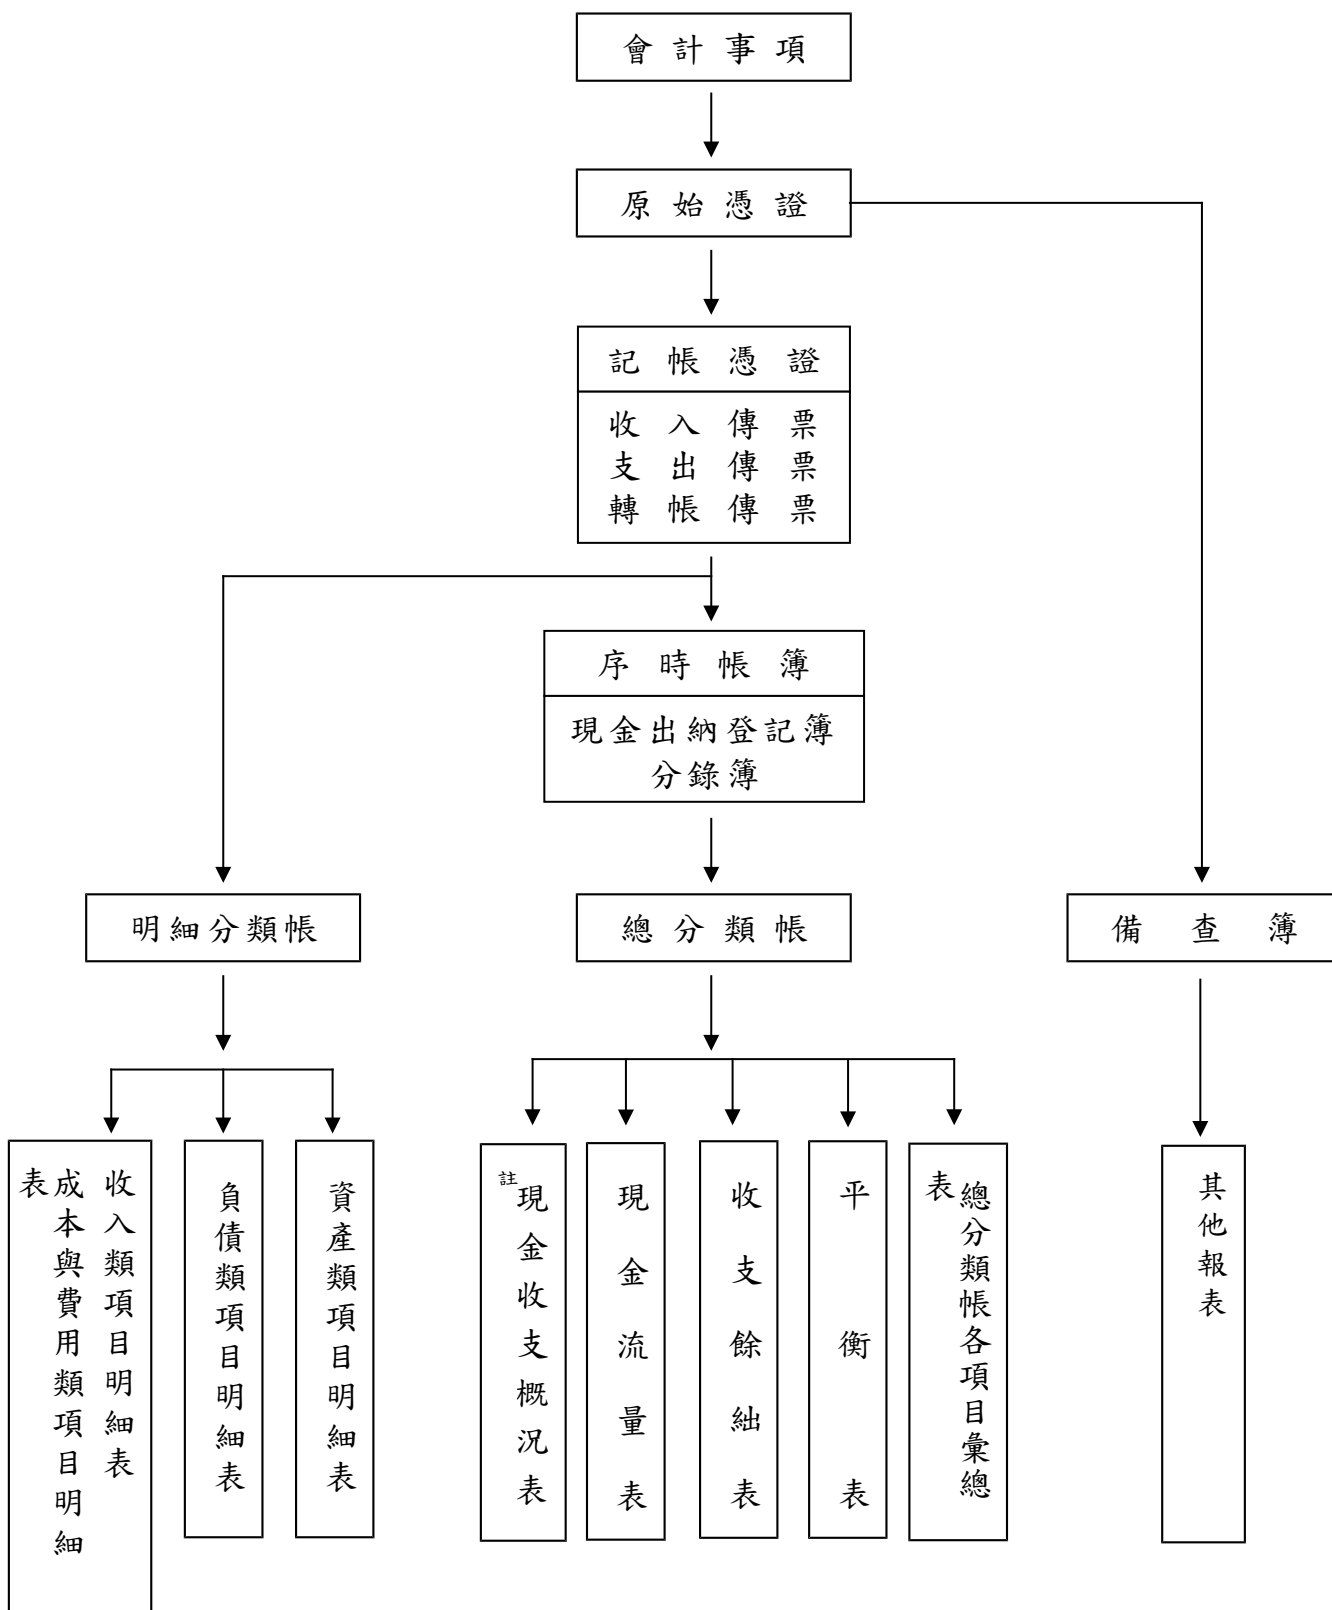 會計事項
原始憑證
記帳憑證
收入傳票
支出傳票
轉帳傳票
序時帳簿
現金出納登記簿
分錄簿
明細分類帳
總分類帳
備查簿
收入類項目明細表
成本與費用類項目明細
表
負債類項目明細表
資產類項目明細表
註
現金收支概況表
現金流量表
收支餘絀表
平衡表
總分類帳各項目彙總
表
其他報表